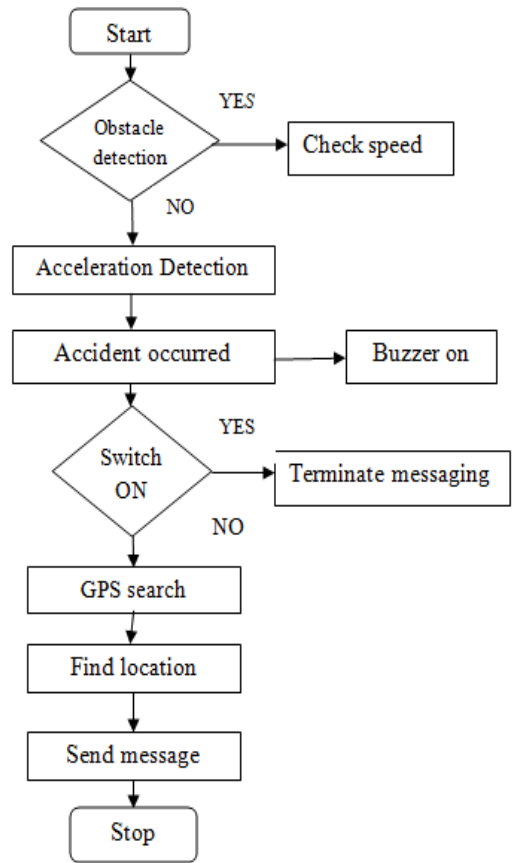 Start
YES
Obstacle
detection
Check speed
NO
Acceleration Detection
Accident occurred
Buzzer on
YES
Switch
ON
Terminate messaging
NO
GPS search
Find location
Send message
Stop